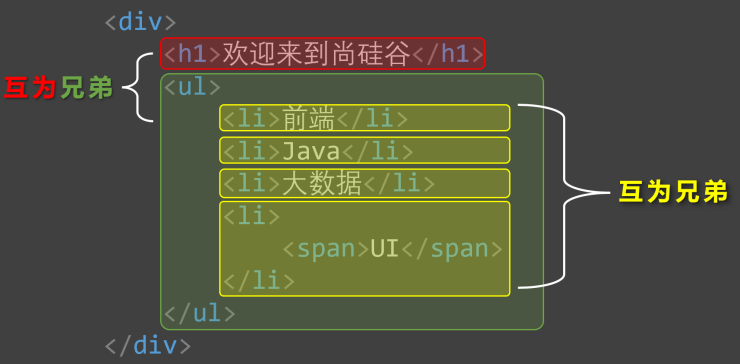 <div>
<h1>欢迎来到尚硅谷</h1>
<ul>
互为兄弟
<li>前端</li>
<li>Java</li>
<li>大数据</li>
互为兄弟
<li>
<span>UI</span>
</li>
</ul>
</div>